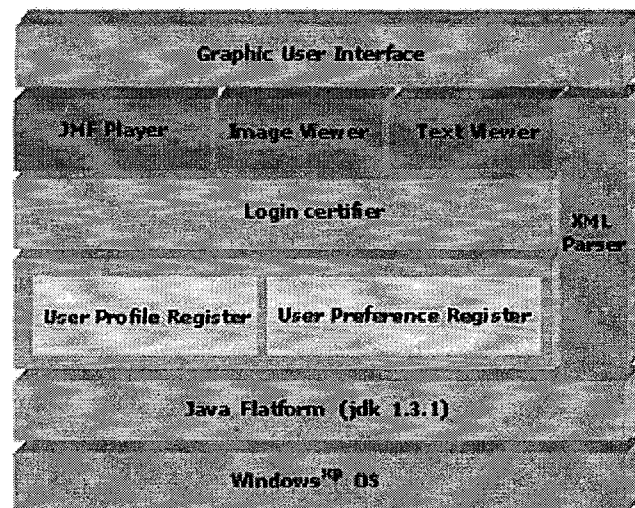 Graphic User Interface
JMF Player Image Viewer Text Viewer
Login certifier
XML
Parser
User Profile Register User Preference Register
Java Flatform (jdk 1.3.1)
Windows XP OS